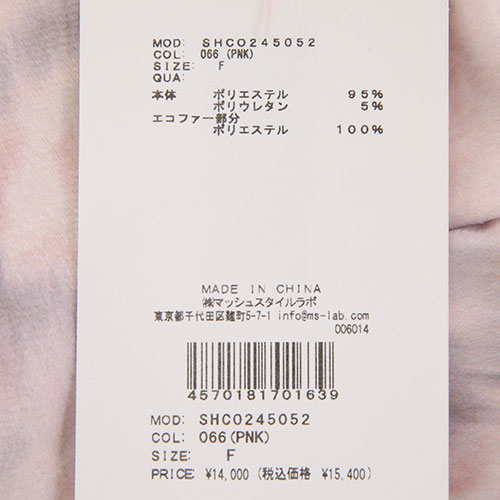 MOD: SHCO245052
COL: 066 (PNK)
SIZE: F
QUA:
本体 ポリエステル 95%
ポリウレタン 5%
エコファー部分
ポリエステル 100%
MADE IN CHINA
㈱マッシュスタイルラボ
東京都千代田区麹町5-7-1 info@ms-lab.com
006014
4570181701639
MOD: SHCO245052
COL: 066(PNK)
SIZE: F
PRICE: ¥14,000 (税込価格 ¥15,400)